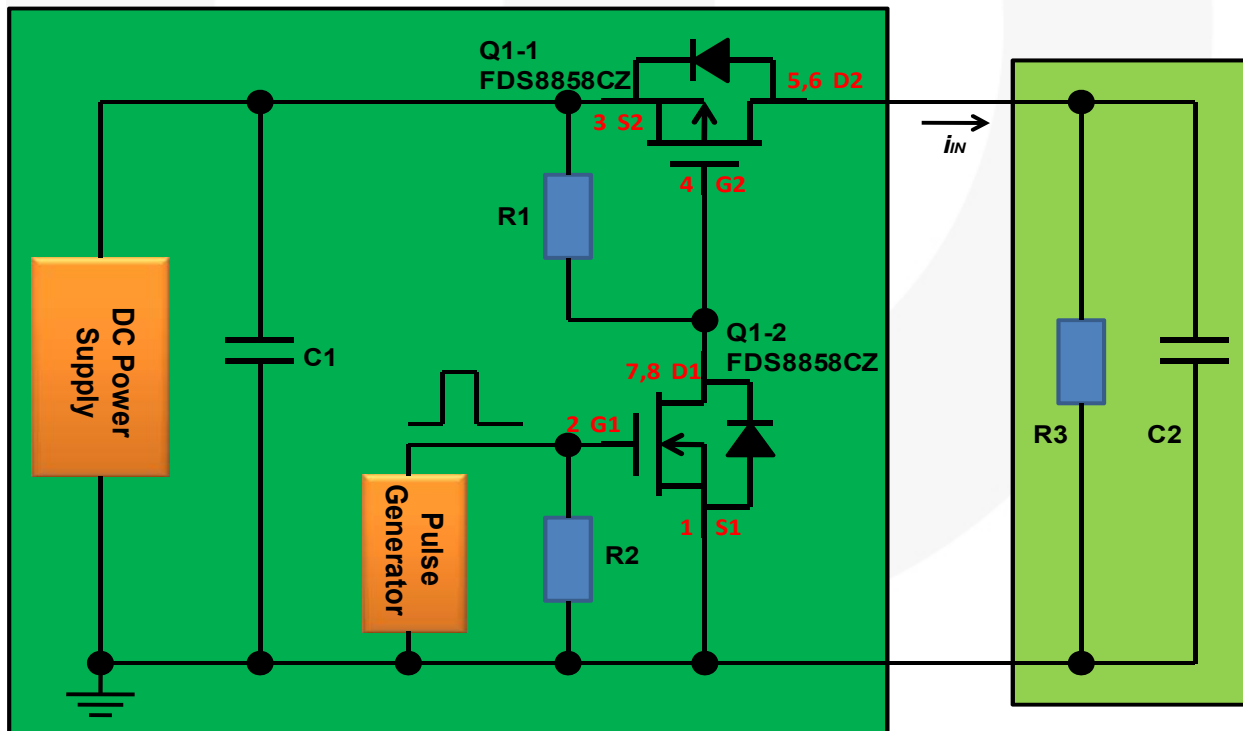 Q1-1
FDS8858CZ
5,6 D2
3 S2
iIN
4 G2
R1
DC Power
Supply
C1
Q1-2
FDS8858CZ
7,8 D1
2 G1
R3
C2
Pulse
Generator
R2
1 S1